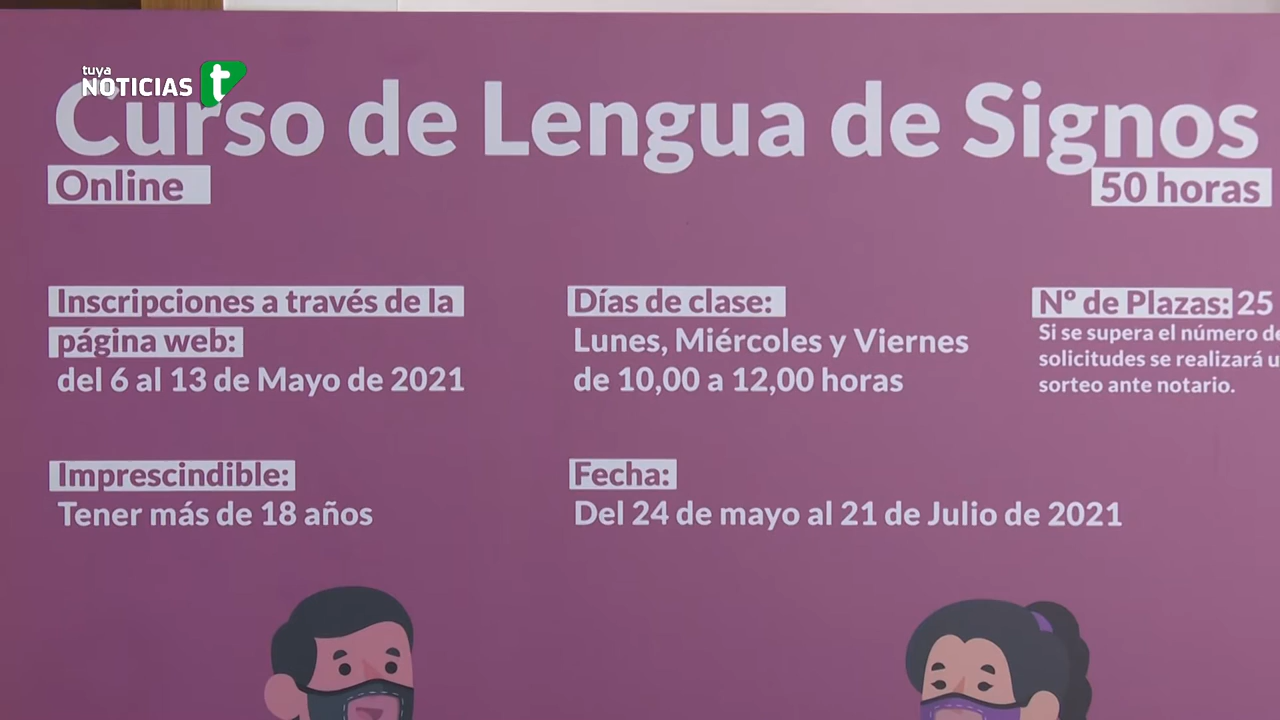 tuya
NOTICIAS t
Curso de Lengua de Signos
Online
50 horas
Inscripciones a través de la
página web:
del 6 al 13 de Mayo de 2021
Días de clase:
Lunes, Miércoles y Viernes
de 10,00 a 12,00 horas
Nº de Plazas: 25
Si se supera el número de
solicitudes se realizará u
sorteo ante notario.
Imprescindible:
Tener más de 18 años
Fecha:
Del 24 de mayo al 21 de Julio de 2021